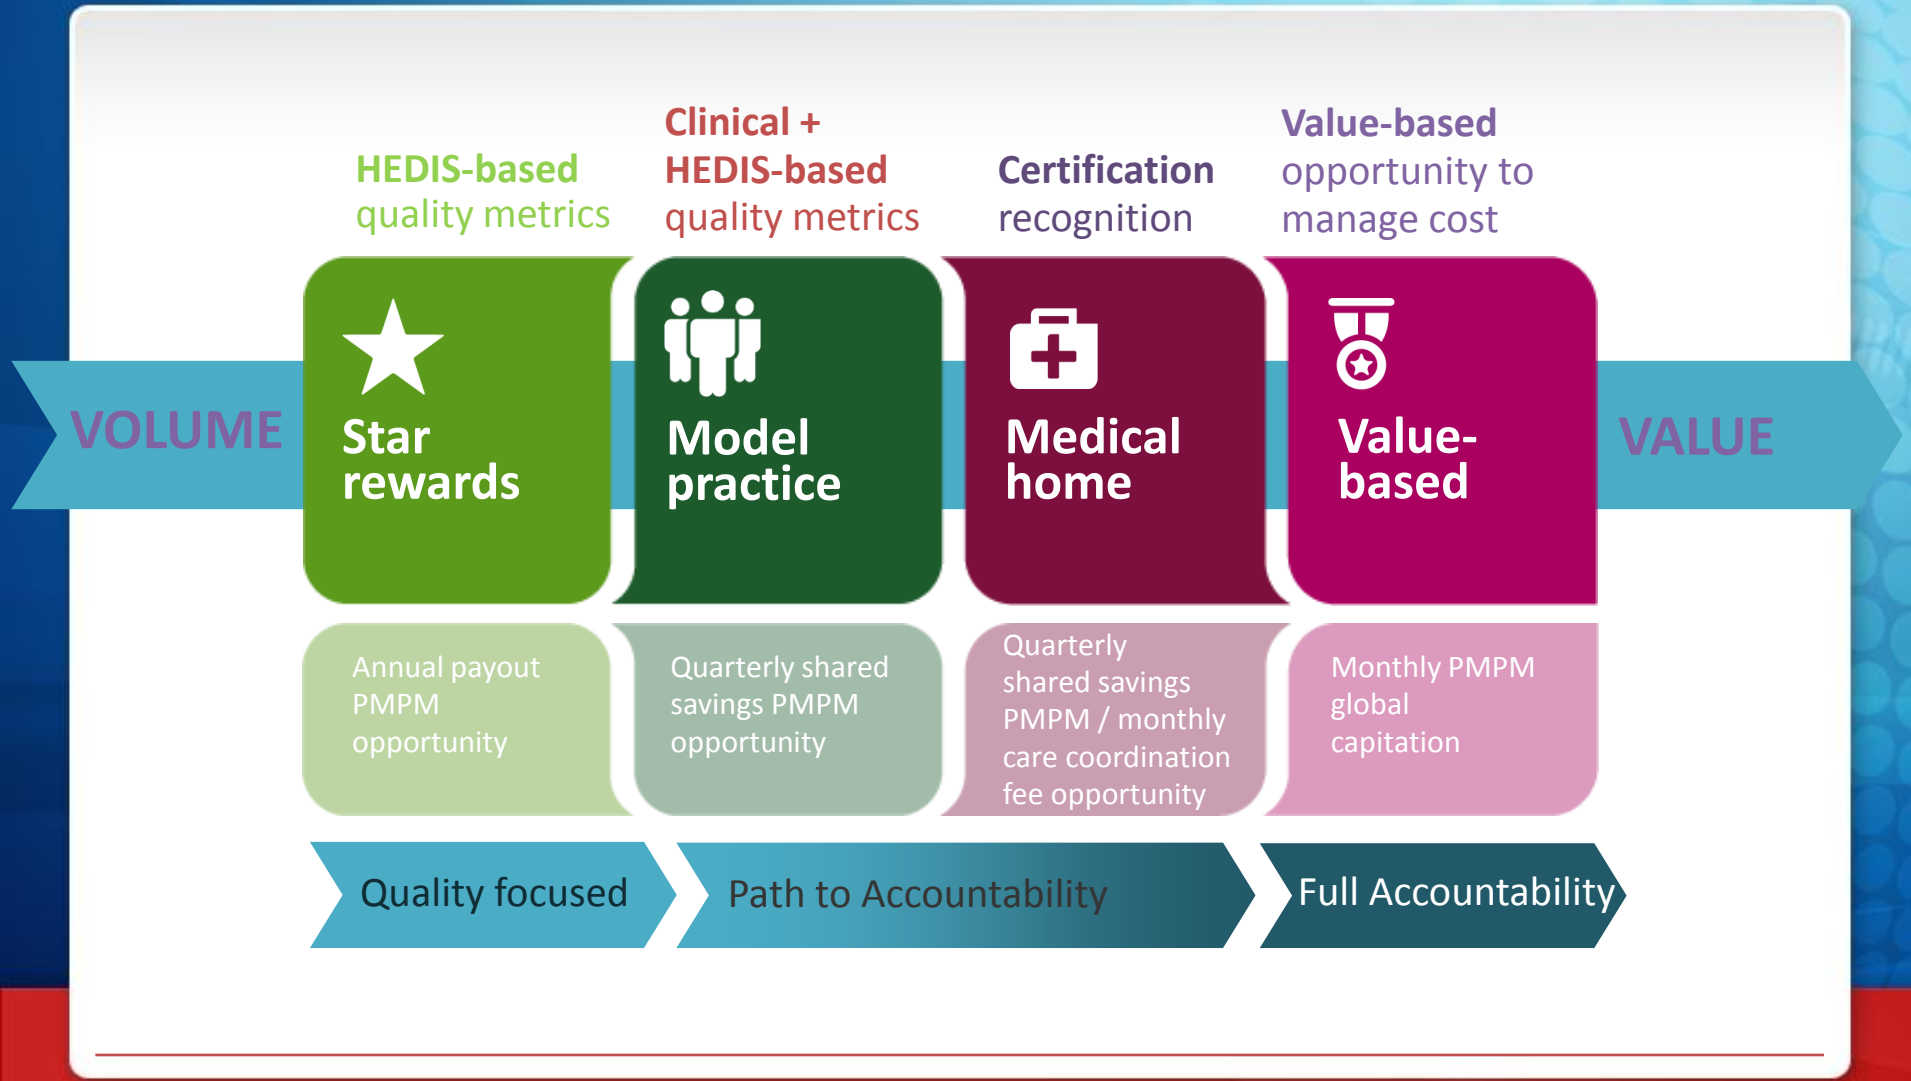 HEDIS-based
quality metrics
Clinical +
HEDIS-based
quality metrics
Certification
recognition
Value-based
opportunity to
manage cost
VOLUME
Star
rewards
Model
practice
Medical
home
Value-
based
VALUE
Annual payout
PMPM
opportunity
Quarterly shared
savings PMPM
opportunity
Quarterly
shared savings
PMPM / monthly
care coordination
fee opportunity
Monthly PMPM
global
capitation
Quality focused
Path to Accountability
Full Accountability